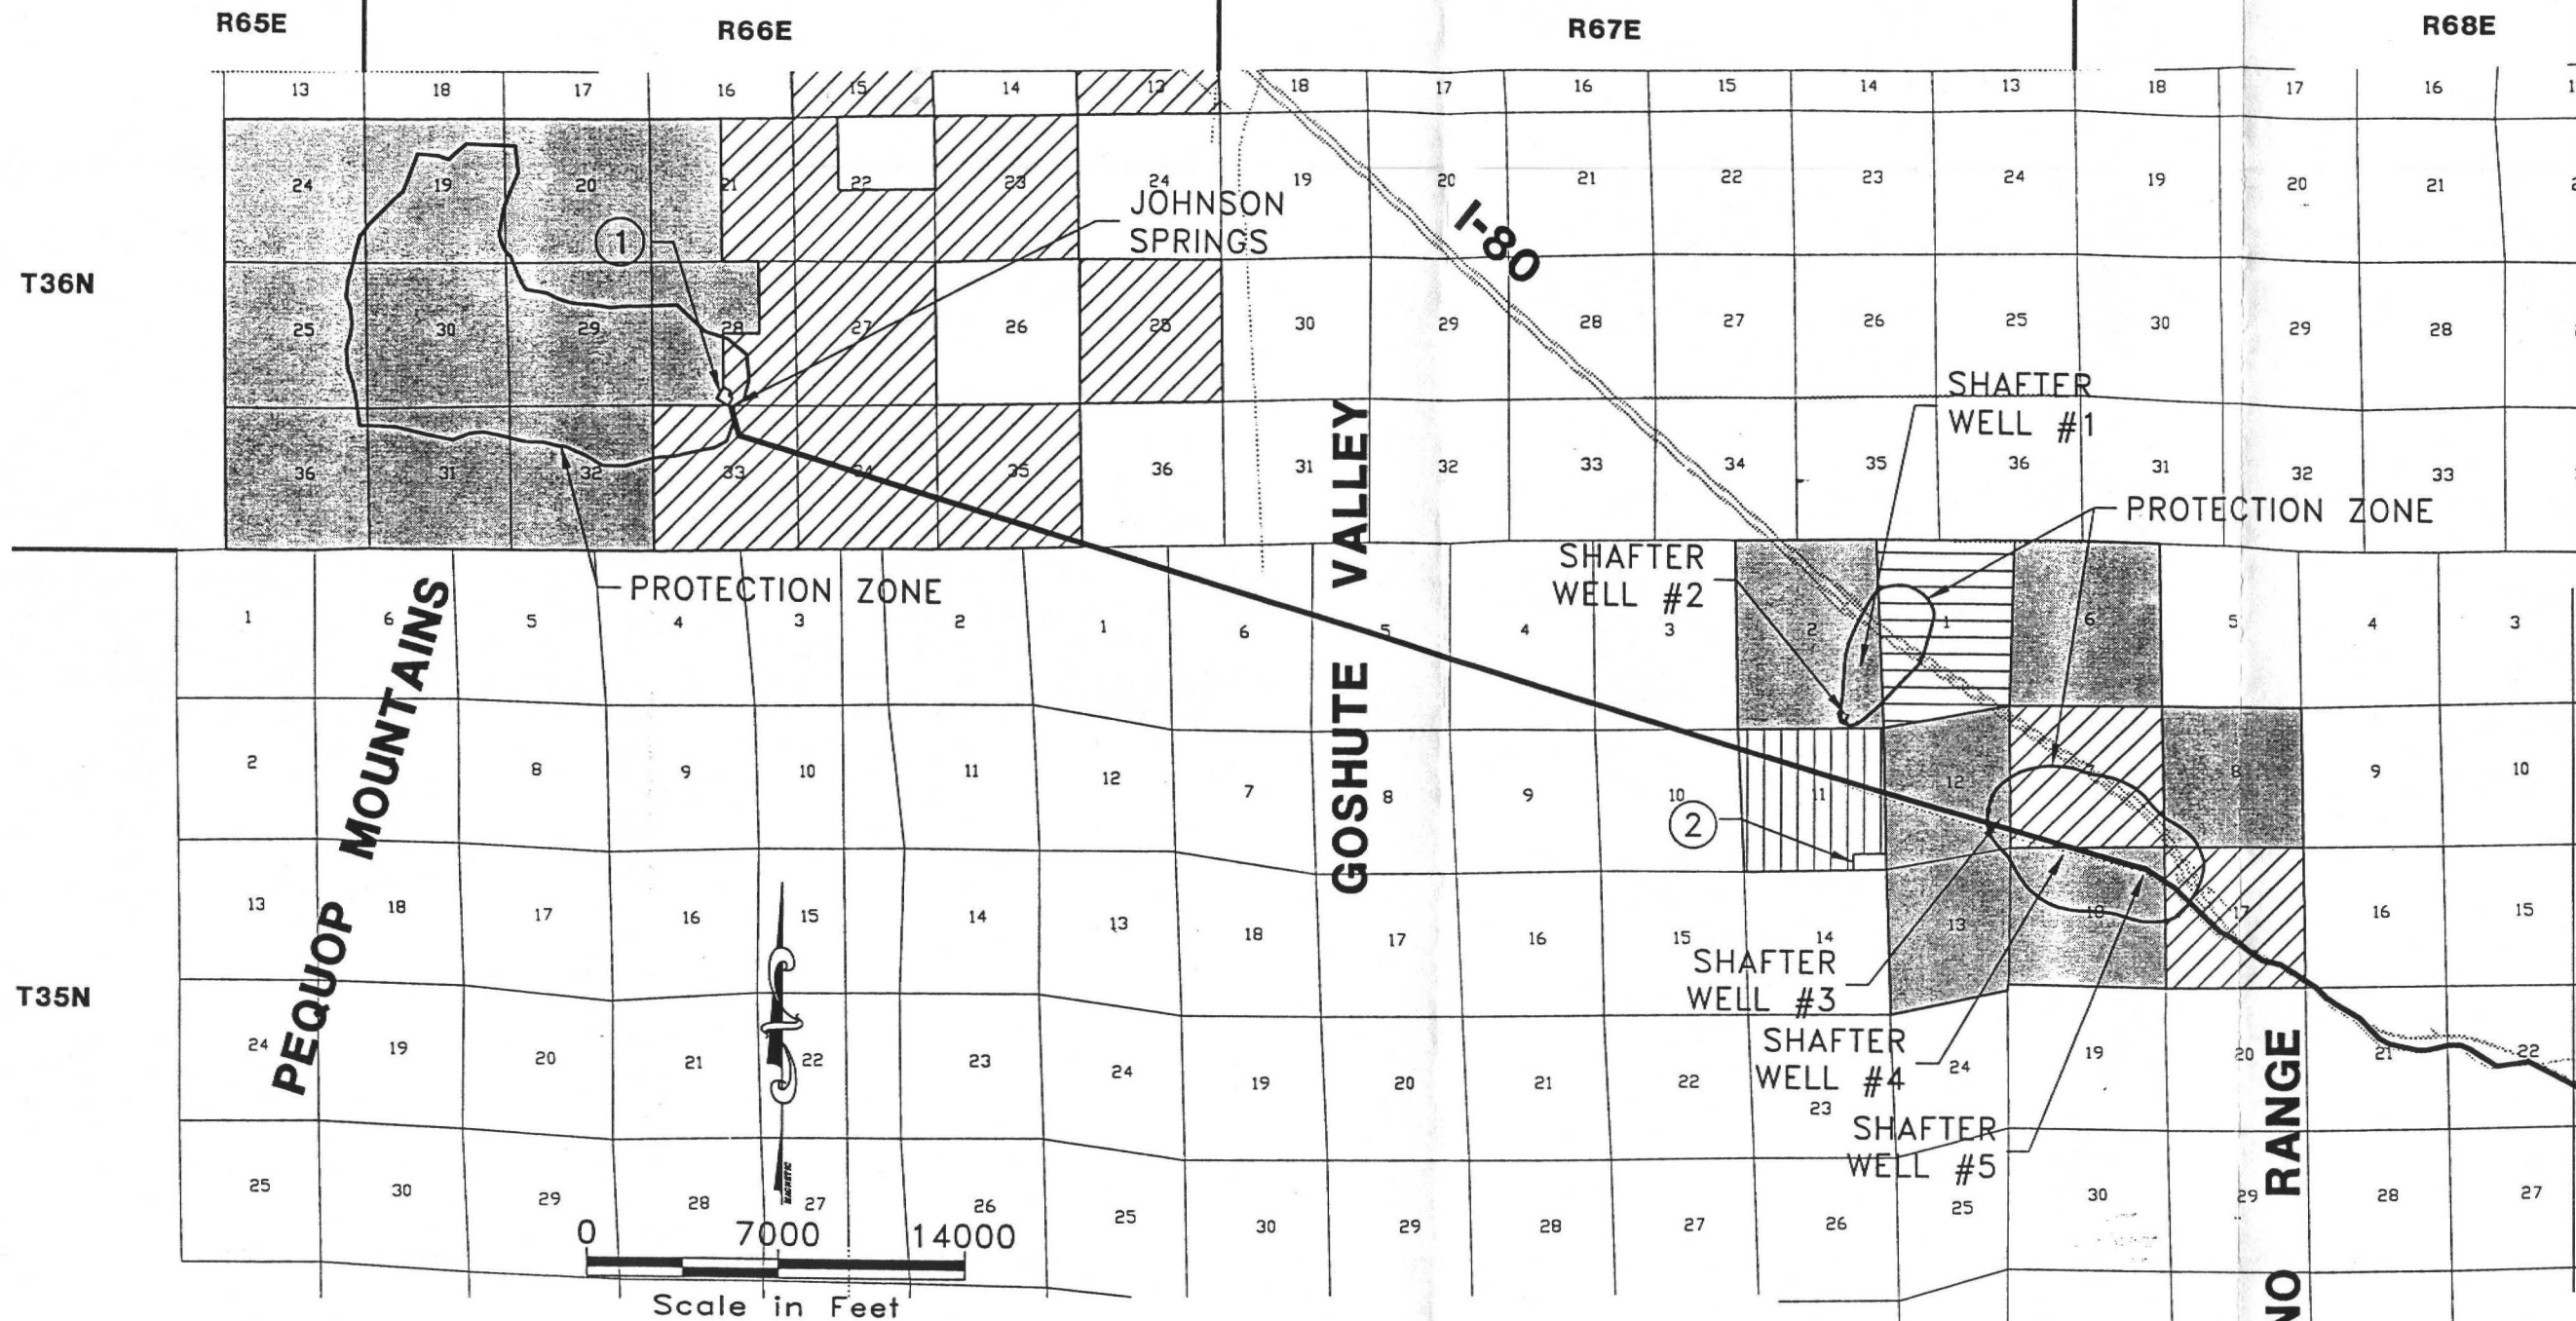 R65E R66E R67E R68E
13 18 17 16 15 14 13 18 17 16 15 14 13 18 17 16
24 19 20 21 22 23 24 19 20 21 22 23 24 19 20 21
1
JOHNSON
SPRINGS
I-80
T36N
25 30 29 28 27 26 25 30 29 28 27 26 25 30 29 28
SHAFTER
WELL #1
36 31 32 33 34 35 36 31 32 33 34 35 36 31 32 33
PROTECTION ZONE
SHAFTER
WELL #2
PROTECTION ZONE
1 6 5 4 3 2 1 6 5 4 3 2 1 6 5 4 3
PEQUOP MOUNTAINS
GOSHUTE VALLEY
2 8 9 10 11 12 7 8 9 10 11 12 7 8 9 10
2
13 18 17 16 15 14 13 18 17 16 15 14 13 18 17 16 15
SHAFTER
WELL #3
T35N
SHAFTER
WELL #4
24 19 20 21 22 23 24 19 20 21 22 23 24 19 20 21 22
SHAFTER
WELL #5
NO RANGE
25 30 29 28 27 26 25 30 29 28 27 26 25 30 29 28 27
MAGNETIC
0 7000 14000
Scale in Feet